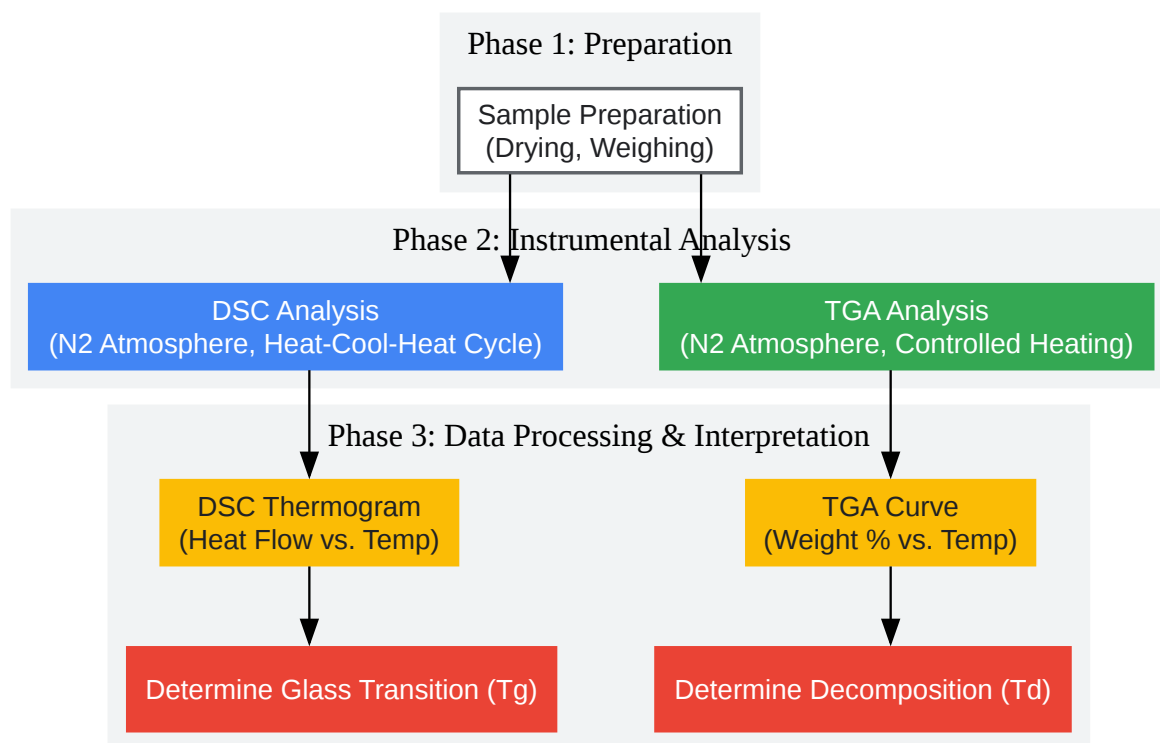 Phase 1: Preparation
Sample Preparation
(Drying, Weighing)
Phase 2: Instrumental Analysis
DSC Analysis
(N2 Atmosphere, Heat-Cool-Heat Cycle)
TGA Analysis
(N2 Atmosphere, Controlled Heating)
Phase 3: Data Processing & Interpretation
DSC Thermogram
(Heat Flow vs. Temp)
TGA Curve
(Weight % vs. Temp)
Determine Glass Transition (Tg)
Determine Decomposition (Td)